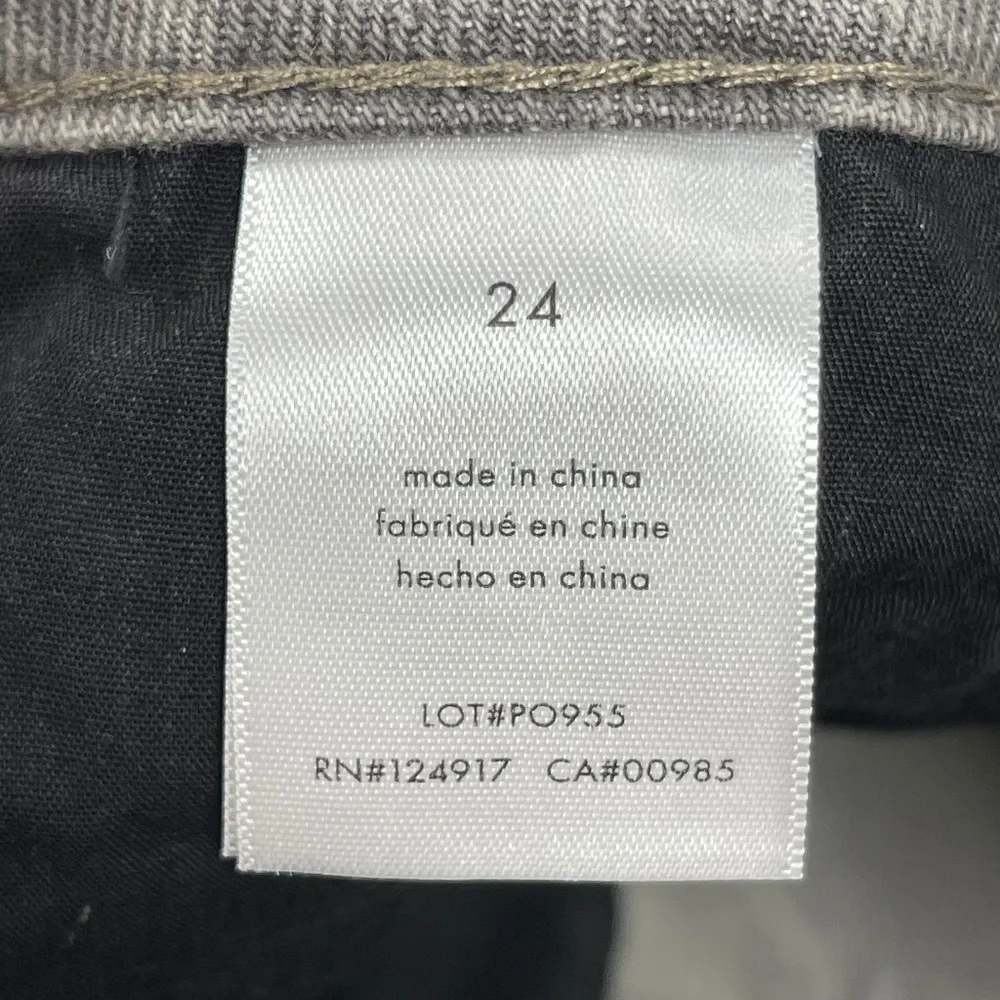 24
made in china
fabriqué en chine
hecho en china
LOT#PO955
RN#124917 CA#00985